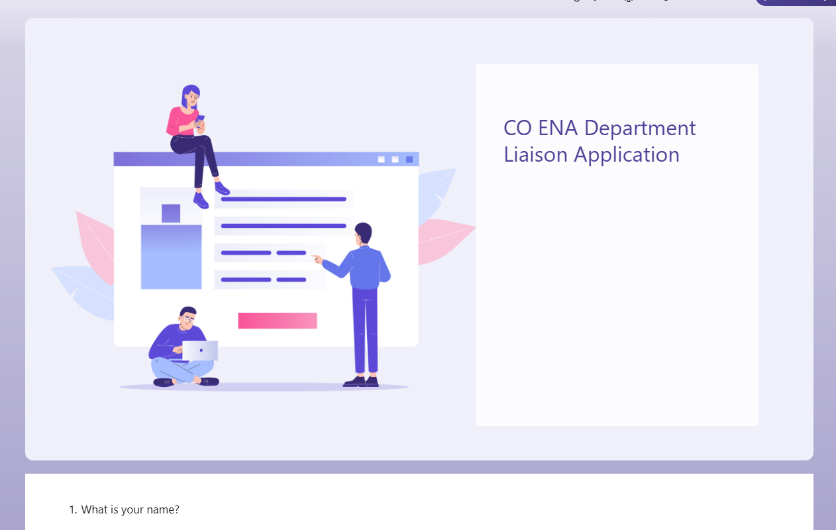 CO ENA Department
Liaison Application
1. What is your name?